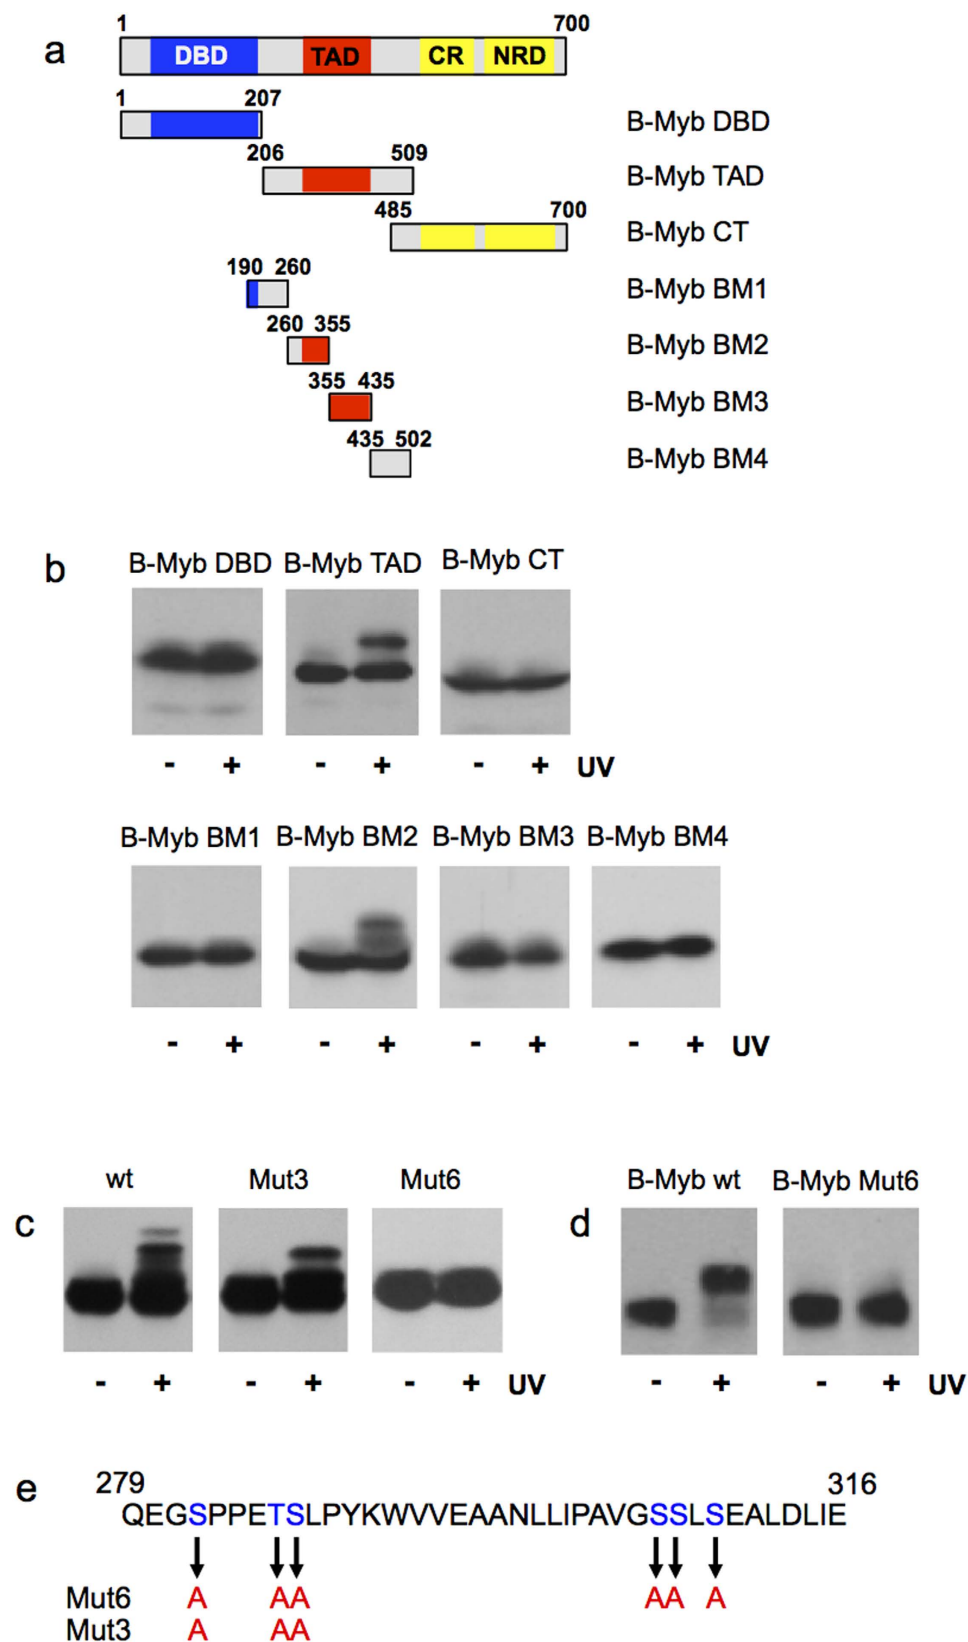 a
1 700
DBD TAD CR NRD
1 207
B-Myb DBD
206 509
B-Myb TAD
485 700
B-Myb CT
190 260
B-Myb BM1
260 355
B-Myb BM2
355 435
B-Myb BM3
435 502
B-Myb BM4
b
B-Myb DBD B-Myb TAD B-Myb CT
- + - + - + UV
B-Myb BM1 B-Myb BM2 B-Myb BM3 B-Myb BM4
- + - + - + - + UV
c
wt Mut3 Mut6
- + - + - + UV
d
B-Myb wt B-Myb Mut6
- + - + UV
e
279 316
QEGSPPETSLPYKWVVEAANLLIPAVGSSLSEALDLIE
Mut6 A AA AA A
Mut3 A AA